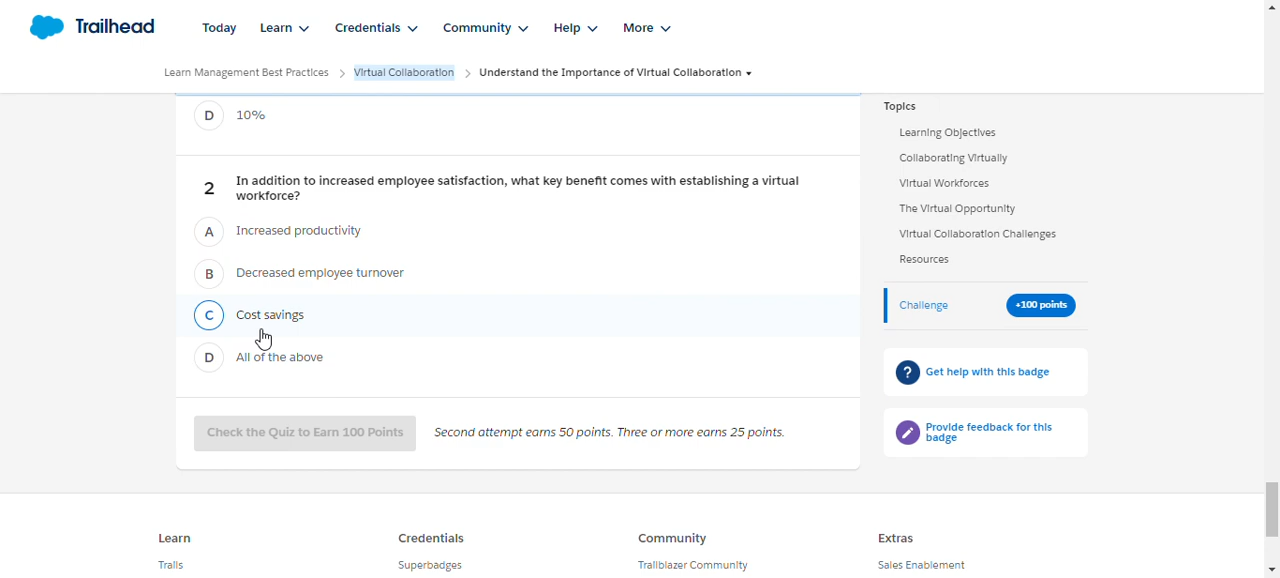 Trailhead
Today Learn Credentials Community Help More
Learn Management Best Practices > Virtual Collaboration > Understand the Importance of Virtual Collaboration
D 10%
2 In addition to increased employee satisfaction, what key benefit comes with establishing a virtual
workforce?
A Increased productivity
B Decreased employee turnover
C Cost savings
D All of the above
Check the Quiz to Earn 100 Points Second attempt earns 50 points. Three or more earns 25 points.
Topics
Learning Objectives
Collaborating Virtually
Virtual Workforces
The Virtual Opportunity
Virtual Collaboration Challenges
Resources
Challenge +100 points
? Get help with this badge
Provide feedback for this
badge
Learn Credentials Community Extras
Trails Superbadges Trailblazer Community Sales Enablement